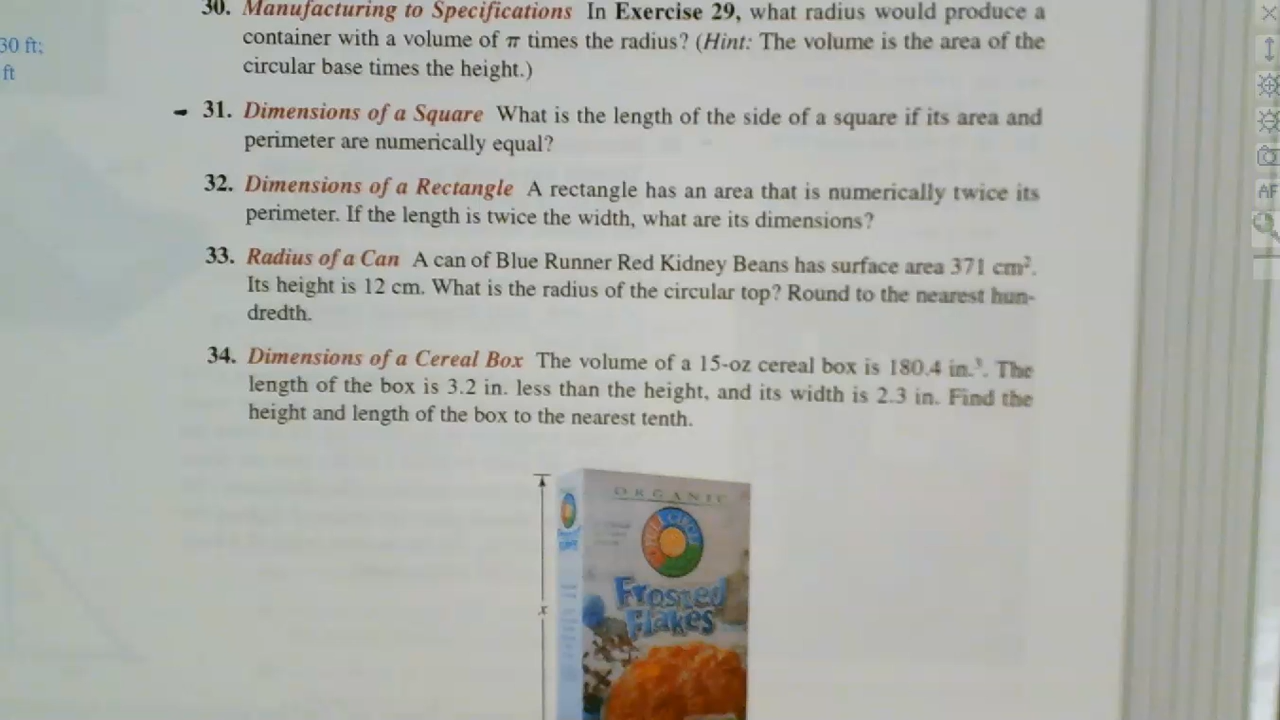 30. Manufacturing to Specifications In Exercise 29, what radius would produce a
container with a volume of π times the radius? (Hint: The volume is the area of the
circular base times the height.)
30 ft;
ft
31. Dimensions of a Square What is the length of the side of a square if its area and
perimeter are numerically equal?
32. Dimensions of a Rectangle A rectangle has an area that is numerically twice its
perimeter. If the length is twice the width, what are its dimensions?
33. Radius of a Can A can of Blue Runner Red Kidney Beans has surface area 371 cm².
Its height is 12 cm. What is the radius of the circular top? Round to the nearest hun-
dredth.
34. Dimensions of a Cereal Box The volume of a 15-oz cereal box is 180.4 in.³. The
length of the box is 3.2 in. less than the height, and its width is 2.3 in. Find the
height and length of the box to the nearest tenth.
ORGANIC
FULL CIRCLE
Frosted
Flakes
x
AF